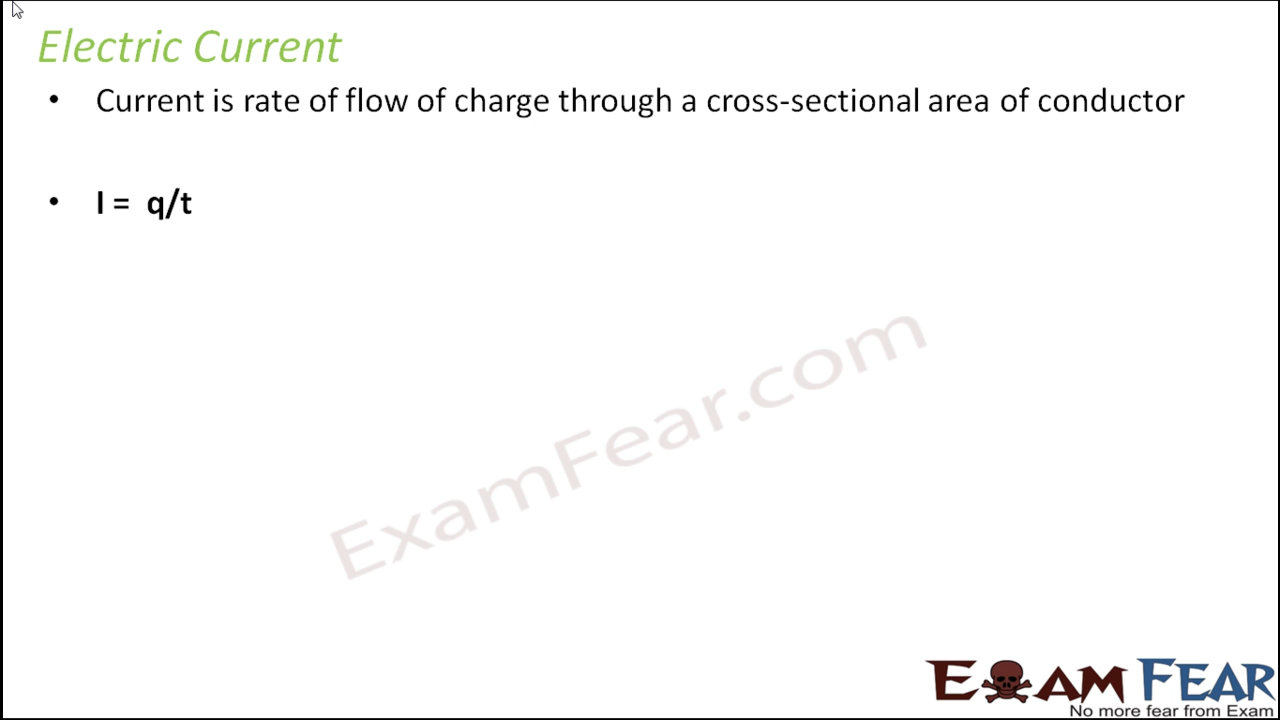 Electric Current
• Current is rate of flow of charge through a cross-sectional area of conductor
• I = q/t
ExamFear.com
EXAM FEAR
No more fear from Exam